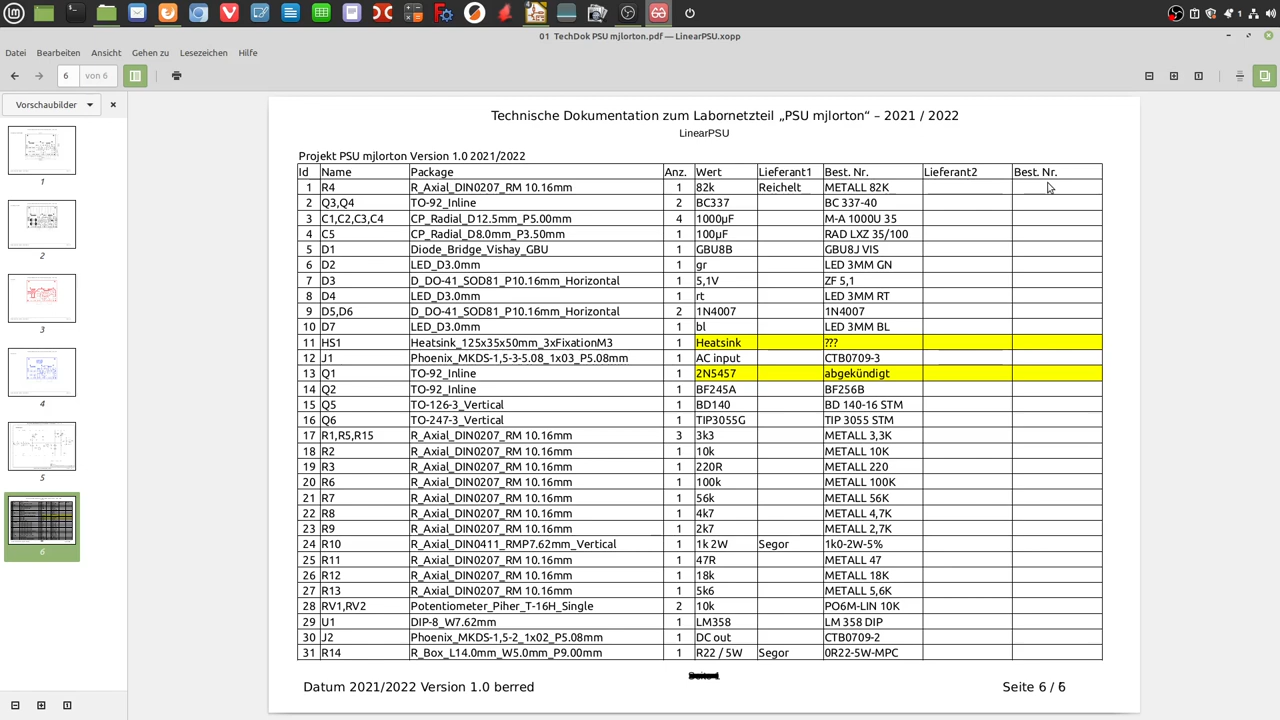 01 TechDok PSU mjlorton.pdf — LinearPSU.xopp
Datei Bearbeiten Ansicht Gehen zu Lesezeichen Hilfe
6 von 6
Vorschaubilder
1
2
3
4
5
6
Technische Dokumentation zum Labornetzteil „PSU mjlorton“ – 2021 / 2022
LinearPSU
Projekt PSU mjlorton Version 1.0 2021/2022
Id Name Package Anz. Wert Lieferant1 Best. Nr. Lieferant2 Best. Nr.
1 R4 R_Axial_DIN0207_RM 10.16mm 1 82k Reichelt METALL 82K
2 Q3,Q4 TO-92_Inline 2 BC337 BC 337-40
3 C1,C2,C3,C4 CP_Radial_D12.5mm_P5.00mm 4 1000µF M-A 1000U 35
4 C5 CP_Radial_D8.0mm_P3.50mm 1 100µF RAD LXZ 35/100
5 D1 Diode_Bridge_Vishay_GBU 1 GBU8B GBU8J VIS
6 D2 LED_D3.0mm 1 gr LED 3MM GN
7 D3 D_DO-41_SOD81_P10.16mm_Horizontal 1 5,1V ZF 5,1
8 D4 LED_D3.0mm 1 rt LED 3MM RT
9 D5,D6 D_DO-41_SOD81_P10.16mm_Horizontal 2 1N4007 1N4007
10 D7 LED_D3.0mm 1 bl LED 3MM BL
11 HS1 Heatsink_125x35x50mm_3xFixationM3 1 Heatsink ???
12 J1 Phoenix_MKDS-1,5-3-5.08_1x03_P5.08mm 1 AC input CTB0709-3
13 Q1 TO-92_Inline 1 2N5457 abgekündigt
14 Q2 TO-92_Inline 1 BF245A BF256B
15 Q5 TO-126-3_Vertical 1 BD140 BD 140-16 STM
16 Q6 TO-247-3_Vertical 1 TIP3055G TIP 3055 STM
17 R1,R5,R15 R_Axial_DIN0207_RM 10.16mm 3 3k3 METALL 3,3K
18 R2 R_Axial_DIN0207_RM 10.16mm 1 10k METALL 10K
19 R3 R_Axial_DIN0207_RM 10.16mm 1 220R METALL 220
20 R6 R_Axial_DIN0207_RM 10.16mm 1 100k METALL 100K
21 R7 R_Axial_DIN0207_RM 10.16mm 1 56k METALL 56K
22 R8 R_Axial_DIN0207_RM 10.16mm 1 4k7 METALL 4,7K
23 R9 R_Axial_DIN0207_RM 10.16mm 1 2k7 METALL 2,7K
24 R10 R_Axial_DIN0411_RMP7.62mm_Vertical 1 1k 2W Segor 1k0-2W-5%
25 R11 R_Axial_DIN0207_RM 10.16mm 1 47R METALL 47
26 R12 R_Axial_DIN0207_RM 10.16mm 1 18k METALL 18K
27 R13 R_Axial_DIN0207_RM 10.16mm 1 5k6 METALL 5,6K
28 RV1,RV2 Potentiometer_Piher_T-16H_Single 2 10k PO6M-LIN 10K
29 U1 DIP-8_W7.62mm 1 LM358 LM 358 DIP
30 J2 Phoenix_MKDS-1,5-2_1x02_P5.08mm 1 DC out CTB0709-2
31 R14 R_Box_L14.0mm_W5.0mm_P9.00mm 1 R22 / 5W Segor 0R22-5W-MPC
Datum 2021/2022 Version 1.0 berred Seite 6 / 6